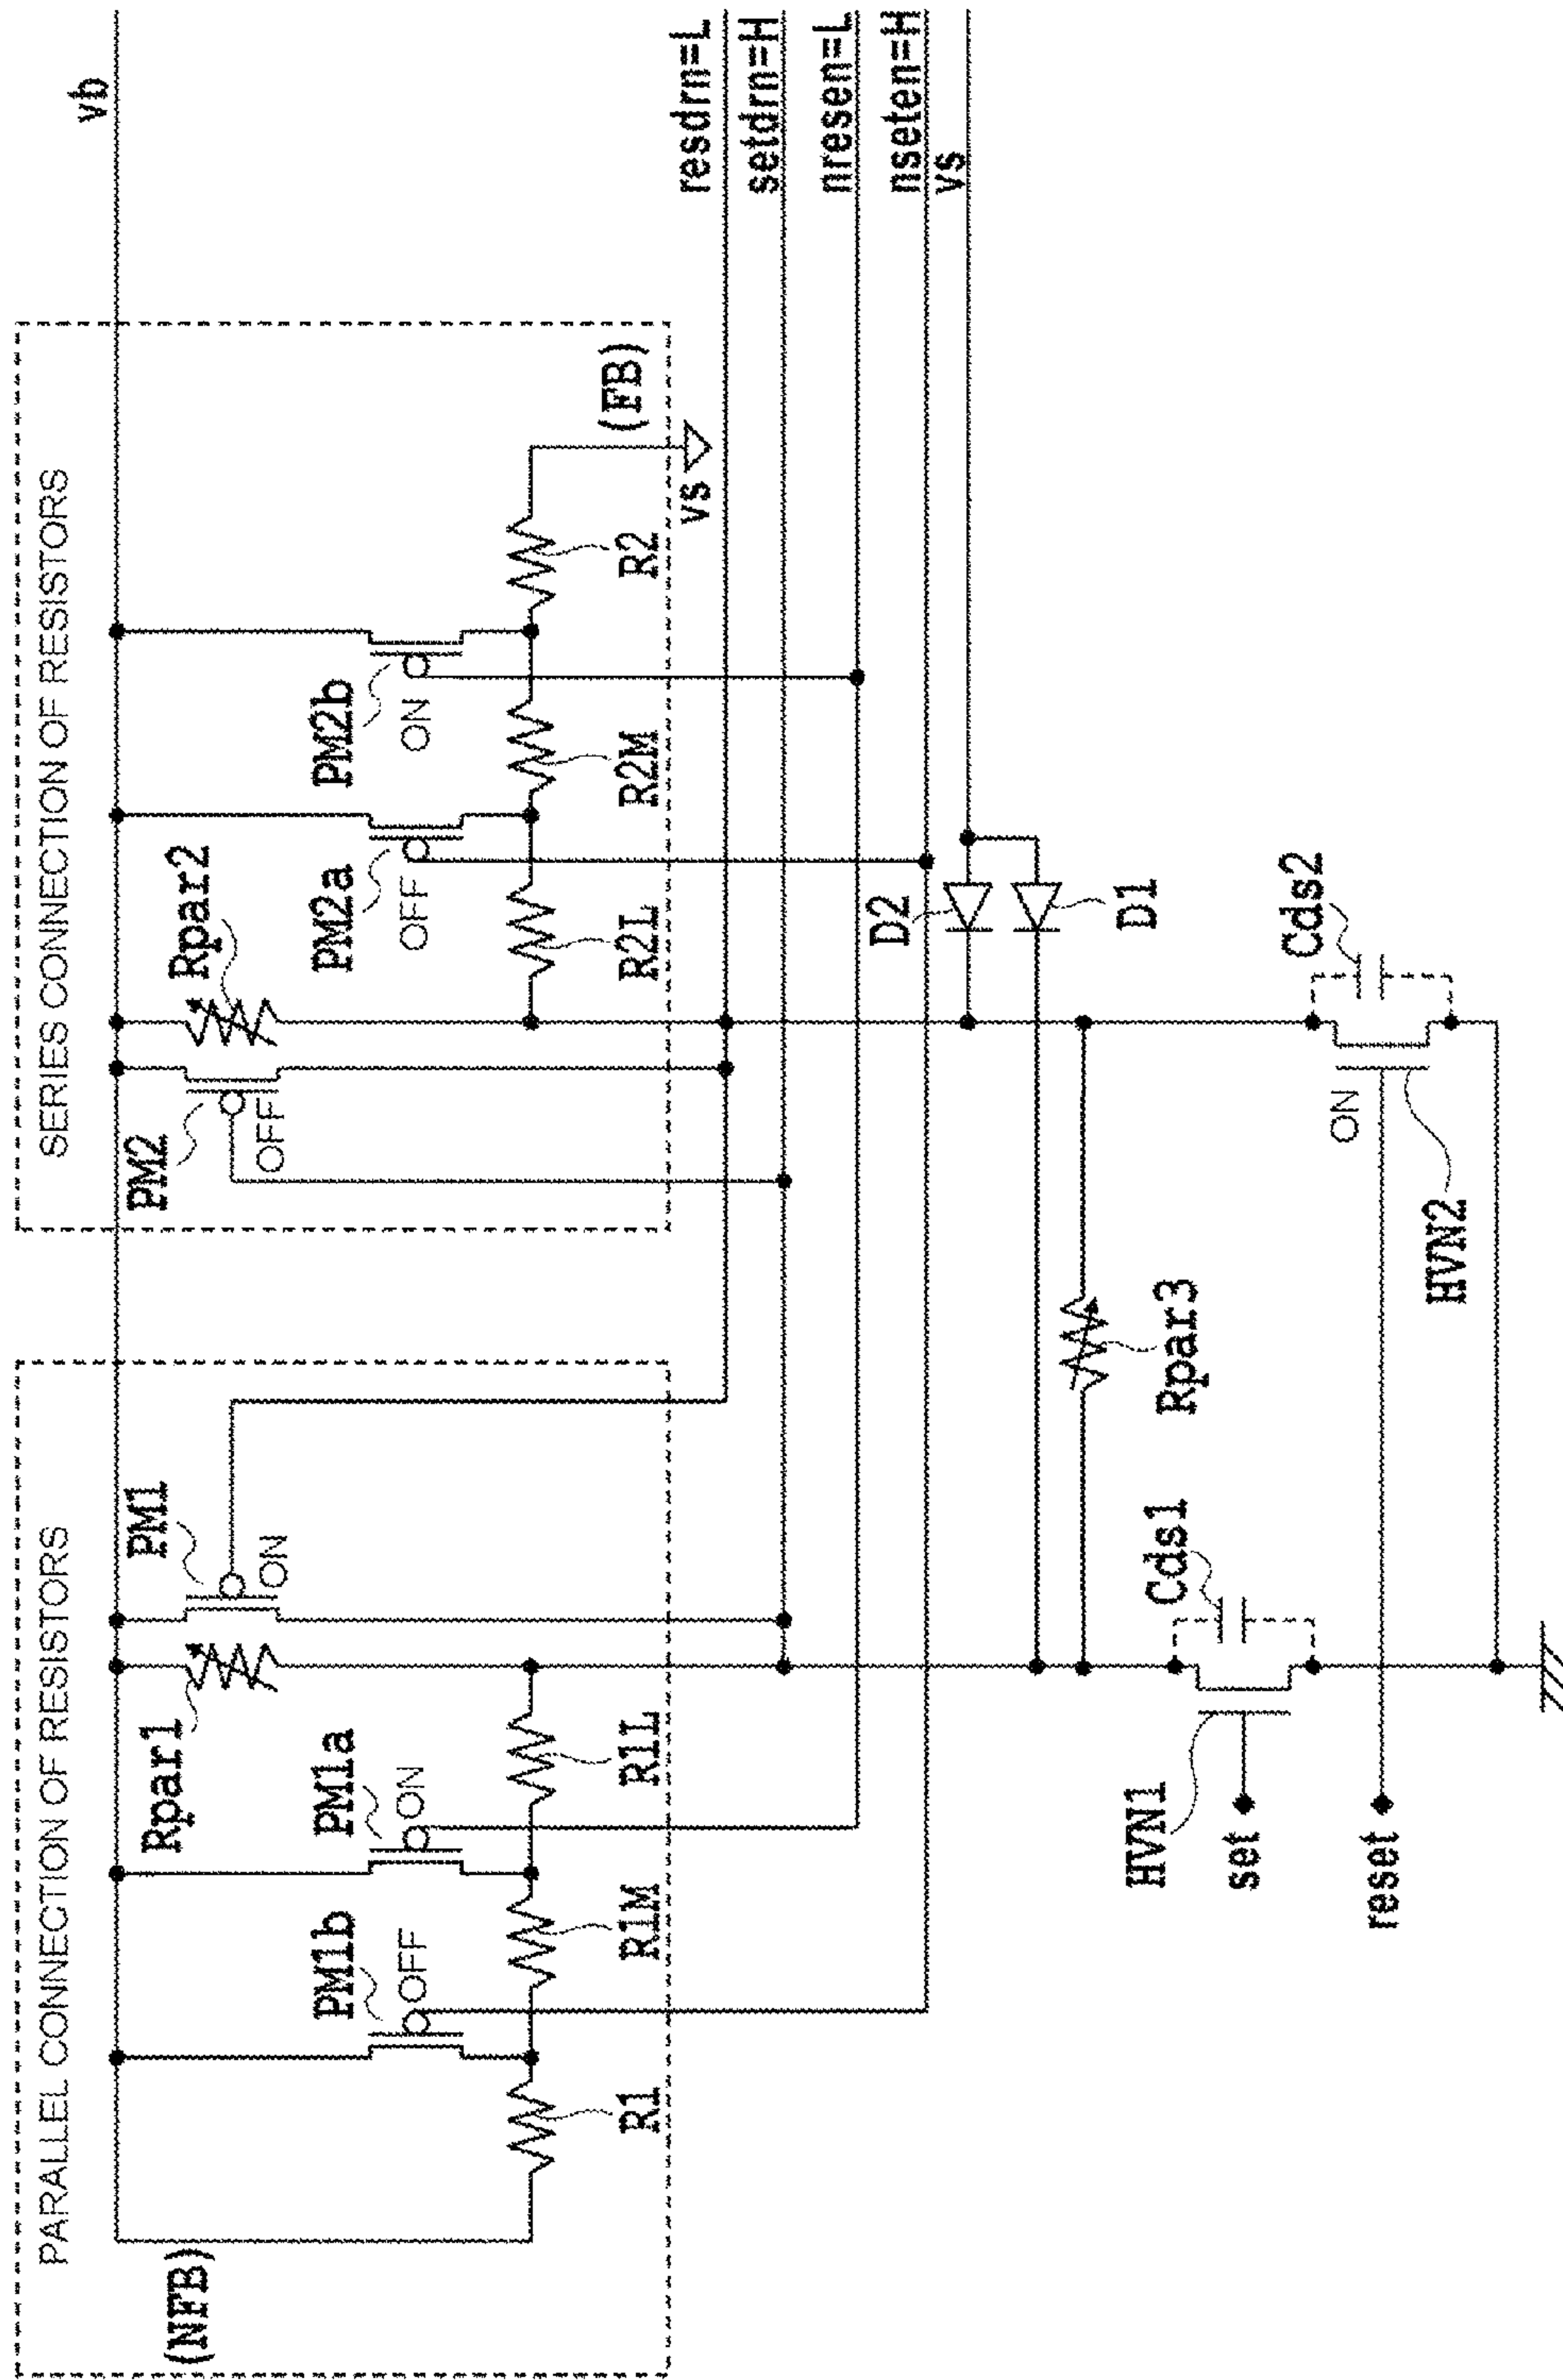 PARALLEL CONNECTION OF RESISTORS
SERIES CONNECTION OF RESISTORS
vb
(NFB)
Rpar1
PM1
ON
PM2
OFF
Rpar2
PM1b
OFF
PM1a
ON
PM2a
OFF
PM2b
ON
(FB)
R1
R1M
R1L
R2L
R2M
R2
vs
resdrn=L
setdrn=H
nresen=L
nseten=H
vs
D2
D1
Rpar3
HVN1
Cds1
set
reset
Cds2
ON
HVN2